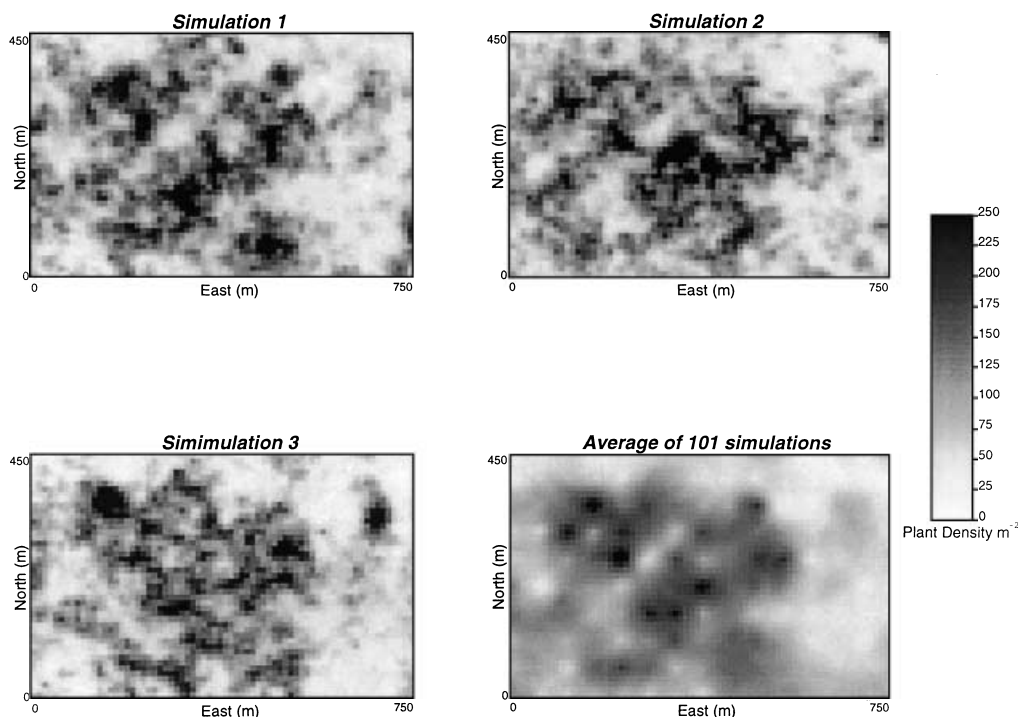 Simulation 1
450
North (m)
0
0
East (m)
750
Simulation 2
450
North (m)
0
0
East (m)
750
250
225
200
175
150
125
100
75
50
25
0
Plant Density m⁻²
Simimulation 3
450
North (m)
0
0
East (m)
750
Average of 101 simulations
450
North (m)
0
0
East (m)
750